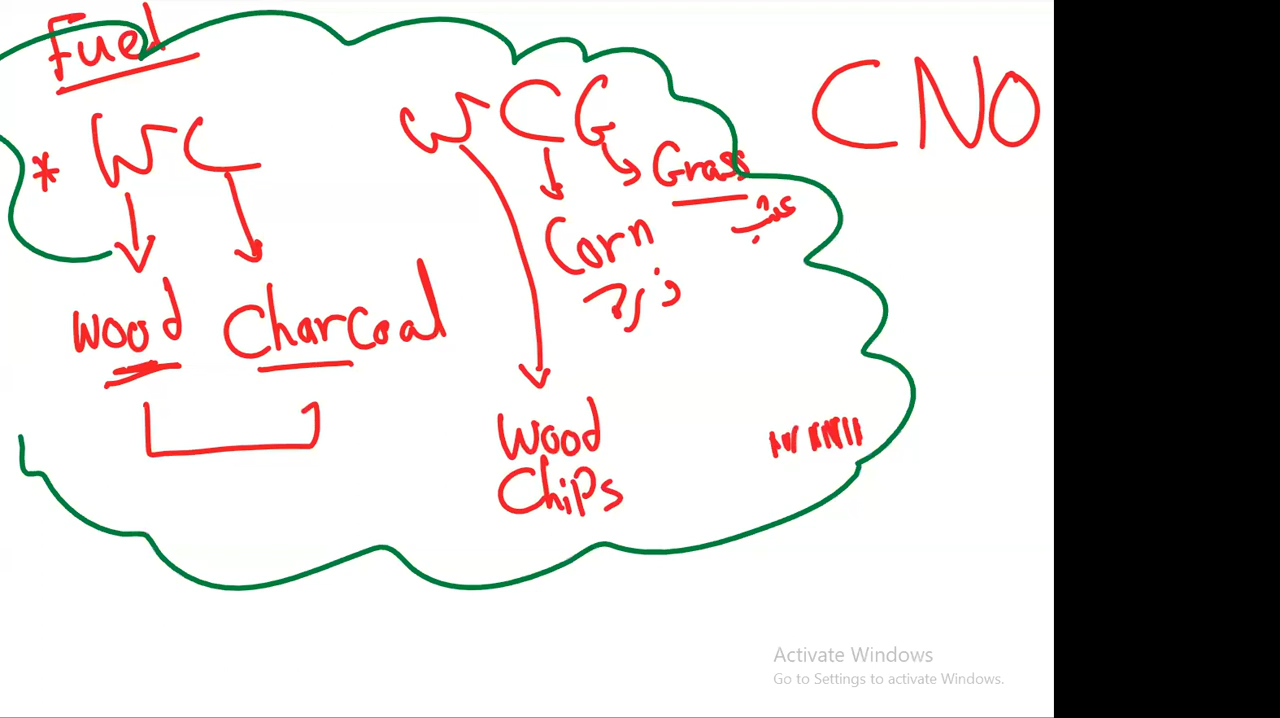 Fuel
* WC
wood Charcoal
WCG
Grass
عشب
Corn
ذرة
Wood
Chips
CNO
Activate Windows
Go to Settings to activate Windows.